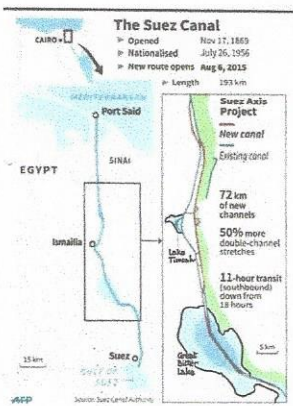 The Suez Canal
CAIRO
Opened Nov 17, 1869
Nationalised July 26, 1956
New route opens Aug 6, 2015
Length 193 km
MEDITERRANEAN
Port Said
SINAI
EGYPT
Ismailia
Suez
GULF OF
SUEZ
15 km
Suez Axis
Project
New canal
Existing canal
72 km
of new
channels
50% more
double-channel
stretches
11-hour transit
(southbound)
down from
18 hours
Lake
Timsah
Great
Bitter
Lake
5 km
AFP
Source: Suez Canal Authority